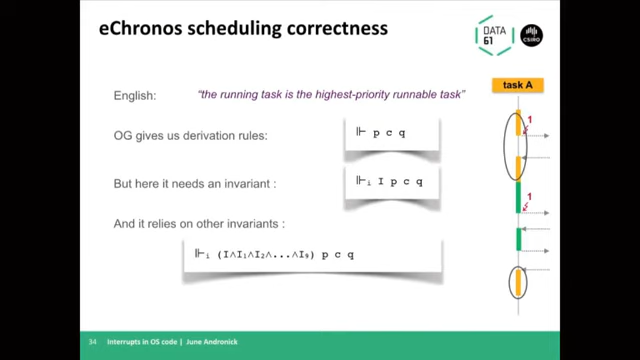 eChronos scheduling correctness
DATA
61
CSIRO
task A
English: "the running task is the highest-priority runnable task"
1
OG gives us derivation rules: ⊩ p c q
But here it needs an invariant : ⊩i I p c q
1
And it relies on other invariants :
⊩i (I∧I1∧I2∧...∧I9) p c q
34 Interrupts in OS code | June Andronick